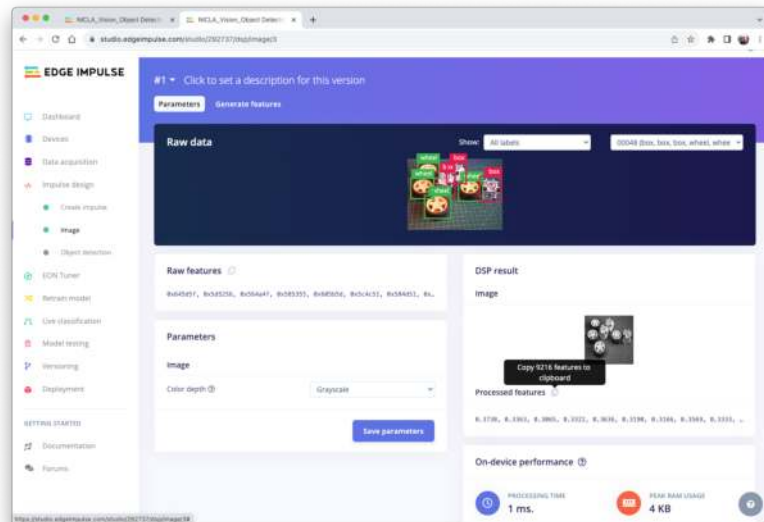 NICLA_Vision_Object Detecti
NICLA_Vision_Object Detecti
studio.edgeimpulse.com/studio/292737/dsp/image/3
EDGE IMPULSE
#1 Click to set a description for this version
Parameters Generate features
Dashboard
Devices
Data acquisition
Impulse design
Create impulse
Image
Object detection
EON Tuner
Retrain model
Live classification
Model testing
Versioning
Deployment
GETTING STARTED
Documentation
Forums
Raw data
Show: All labels
00048 (box, box, box, wheel, whee
wheel
box
wheel
box
wheel
Raw features
Parameters
Image
Color depth
Grayscale
Save parameters
DSP result
Image
Copy 9216 features to
clipboard
Processed features
On-device performance
PROCESSING TIME
1 ms.
PEAK RAM USAGE
4 KB